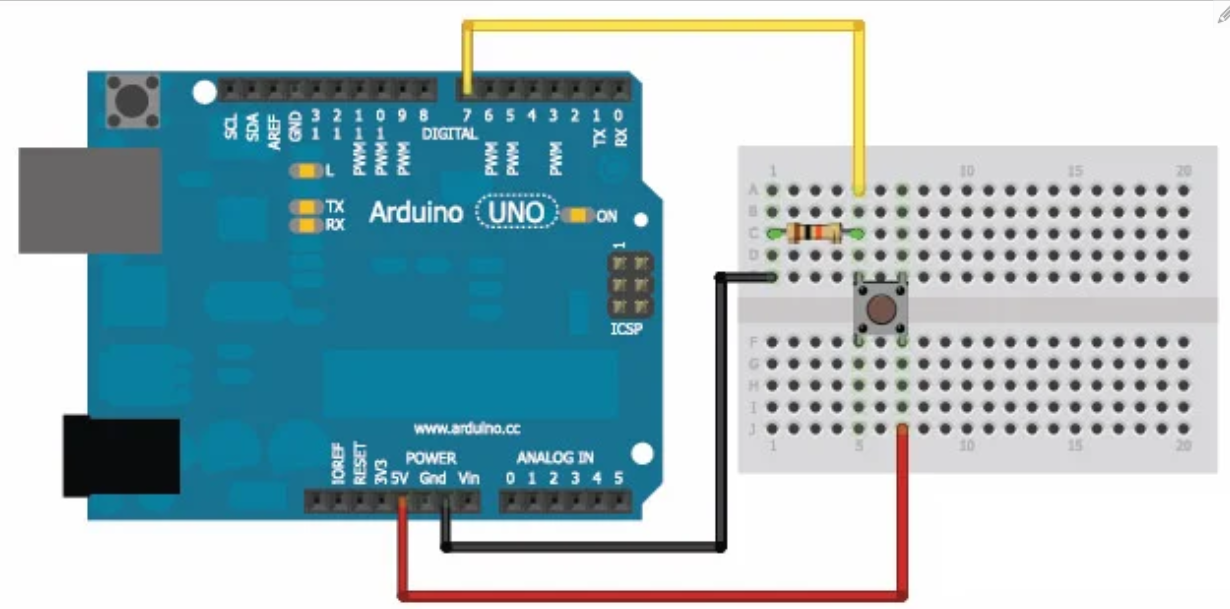 SCL
SDA
AREF
GND
13
12
PWM 11
PWM 10
PWM 9
8
DIGITAL
7
PWM 6
PWM 5
4
PWM 3
2
TX 1
RX 0
L
TX
RX
Arduino UNO
ON
1
ICSP
www.arduino.cc
POWER
ANALOG IN
IOREF
RESET
3V3
5V
Gnd
Vin
0 1 2 3 4 5
1 10 15 20
A
B
C
D
F
G
H
I
J
1 5 10 15 20